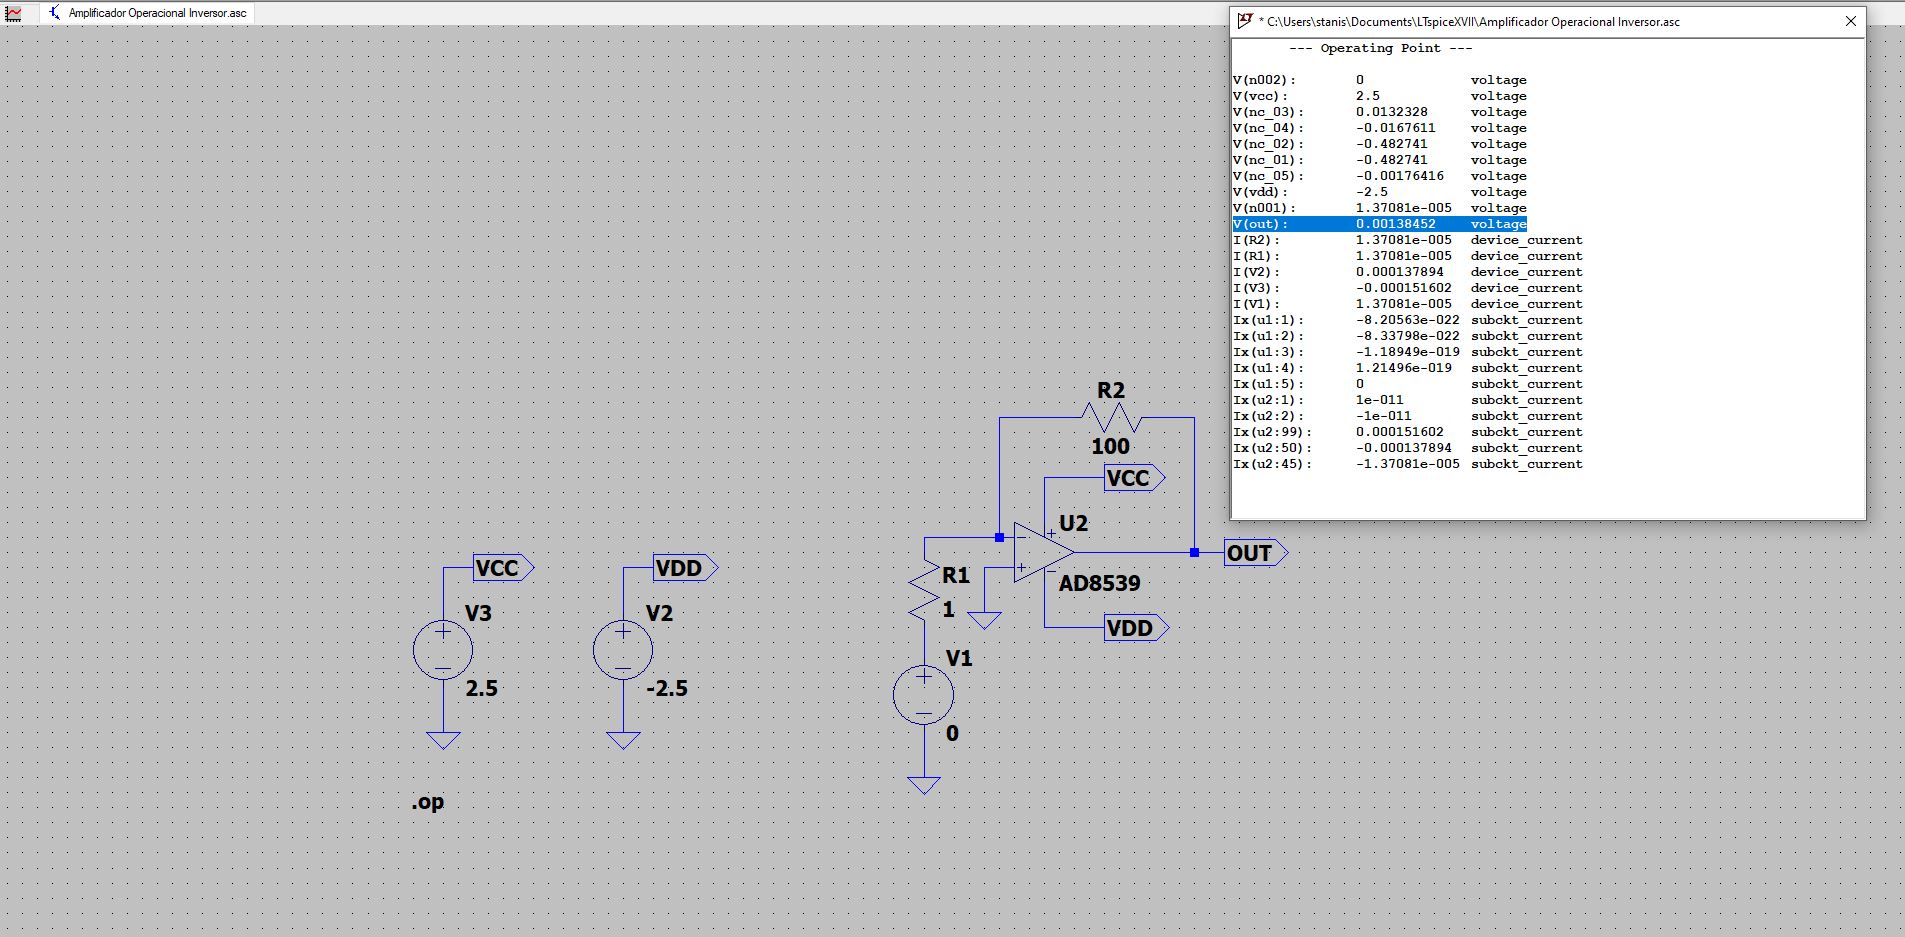 Amplificador Operacional Inversor.asc
* C:\Users\stanis\Documents\LTspiceXVII\Amplificador Operacional Inversor.asc
--- Operating Point ---
V(n002): 0 voltage
V(vcc): 2.5 voltage
V(nc_03): 0.0132328 voltage
V(nc_04): -0.0167611 voltage
V(nc_02): -0.482741 voltage
V(nc_01): -0.482741 voltage
V(nc_05): -0.00176416 voltage
V(vdd): -2.5 voltage
V(n001): 1.37081e-005 voltage
V(out): 0.00138452 voltage
I(R2): 1.37081e-005 device_current
I(R1): 1.37081e-005 device_current
I(V2): 0.000137894 device_current
I(V3): -0.000151602 device_current
I(V1): 1.37081e-005 device_current
Ix(u1:1): -8.20563e-022 subckt_current
Ix(u1:2): -8.33798e-022 subckt_current
Ix(u1:3): -1.18949e-019 subckt_current
Ix(u1:4): 1.21496e-019 subckt_current
Ix(u1:5): 0 subckt_current
Ix(u2:1): 1e-011 subckt_current
Ix(u2:2): -1e-011 subckt_current
Ix(u2:99): 0.000151602 subckt_current
Ix(u2:50): -0.000137894 subckt_current
Ix(u2:45): -1.37081e-005 subckt_current
R2
100
VCC
U2
OUT
VCC
VDD
R1
AD8539
1
V3
V2
VDD
V1
2.5
-2.5
0
.op